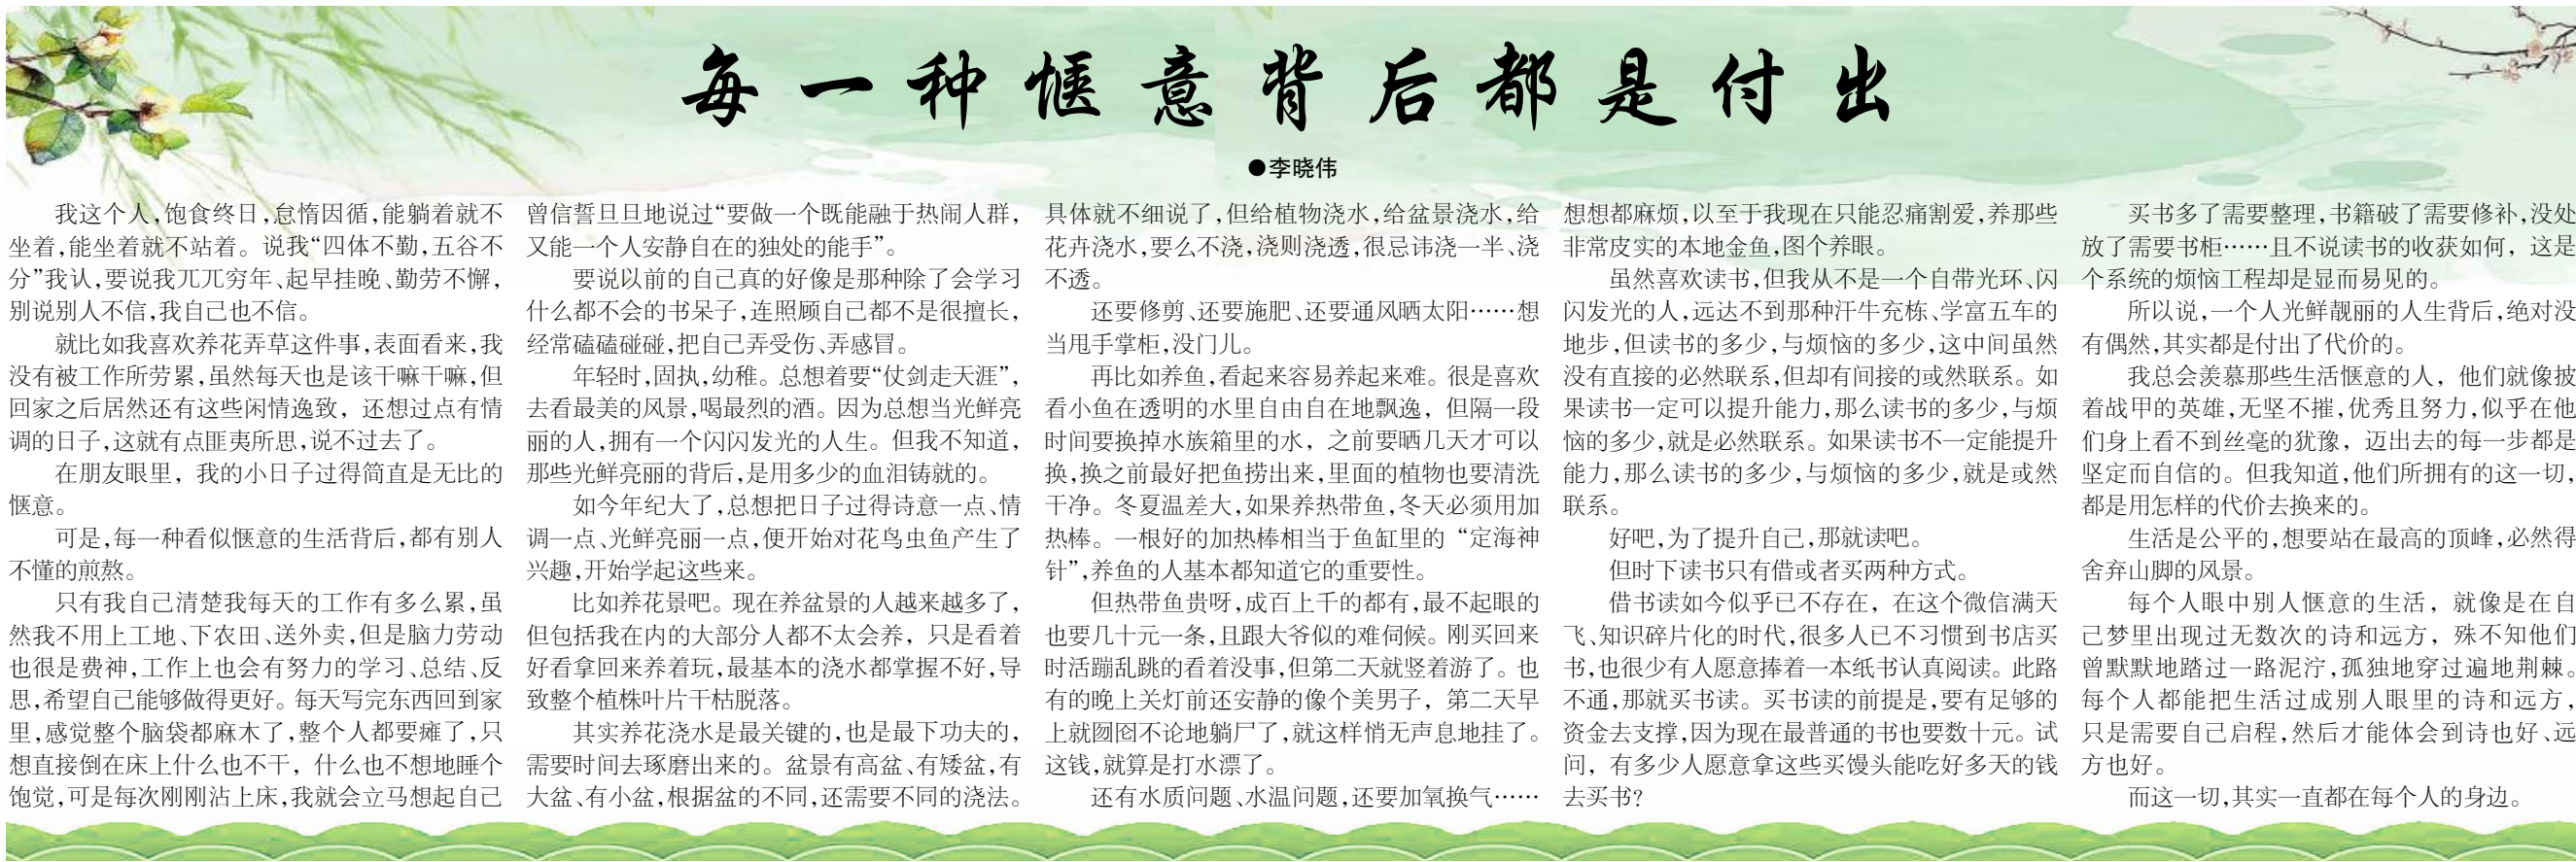 每一种惬意背后都是付出
●李晓伟
我这个人,饱食终日,怠惰因循,能躺着就不
坐着,能坐着就不站着。说我“四体不勤,五谷不
分”我认,要说我兀兀穷年、起早挂晚、勤劳不懈,
别说别人不信,我自己也不信。
就比如我喜欢养花弄草这件事,表面看来,我
没有被工作所劳累,虽然每天也是该干嘛干嘛,但
回家之后居然还有这些闲情逸致，还想过点有情
调的日子,这就有点匪夷所思,说不过去了。
在朋友眼里，我的小日子过得简直是无比的
惬意。
可是,每一种看似惬意的生活背后,都有别人
不懂的煎熬。
只有我自己清楚我每天的工作有多么累,虽
然我不用上工地、下农田、送外卖,但是脑力劳动
也很是费神,工作上也会有努力的学习、总结、反
思,希望自己能够做得更好。每天写完东西回到家
里,感觉整个脑袋都麻木了,整个人都要瘫了,只
想直接倒在床上什么也不干，什么也不想地睡个
饱觉,可是每次刚刚沾上床,我就会立马想起自己
曾信誓旦旦地说过“要做一个既能融于热闹人群,
又能一个人安静自在的独处的能手”。
要说以前的自己真的好像是那种除了会学习
什么都不会的书呆子,连照顾自己都不是很擅长,
经常磕磕碰碰,把自己弄受伤、弄感冒。
年轻时,固执,幼稚。总想着要“仗剑走天涯”,
去看最美的风景,喝最烈的酒。因为总想当光鲜亮
丽的人,拥有一个闪闪发光的人生。但我不知道,
那些光鲜亮丽的背后,是用多少的血泪铸就的。
如今年纪大了,总想把日子过得诗意一点、情
调一点、光鲜亮丽一点,便开始对花鸟虫鱼产生了
兴趣,开始学起这些来。
比如养花景吧。现在养盆景的人越来越多了,
但包括我在内的大部分人都不太会养，只是看着
好看拿回来养着玩,最基本的浇水都掌握不好,导
致整个植株叶片干枯脱落。
其实养花浇水是最关键的,也是最下功夫的,
需要时间去琢磨出来的。盆景有高盆、有矮盆,有
大盆、有小盆,根据盆的不同,还需要不同的浇法。
具体就不细说了,但给植物浇水,给盆景浇水,给
花卉浇水,要么不浇,浇则浇透,很忌讳浇一半、浇
不透。
还要修剪、还要施肥、还要通风晒太阳……想
当甩手掌柜,没门儿。
再比如养鱼,看起来容易养起来难。很是喜欢
看小鱼在透明的水里自由自在地飘逸，但隔一段
时间要换掉水族箱里的水，之前要晒几天才可以
换,换之前最好把鱼捞出来,里面的植物也要清洗
干净。冬夏温差大,如果养热带鱼,冬天必须用加
热棒。一根好的加热棒相当于鱼缸里的“定海神
针”,养鱼的人基本都知道它的重要性。
但热带鱼贵呀,成百上千的都有,最不起眼的
也要几十元一条,且跟大爷似的难伺候。刚买回来
时活蹦乱跳的看着没事,但第二天就竖着游了。也
有的晚上关灯前还安静的像个美男子，第二天早
上就囫囵不论地躺尸了,就这样悄无声息地挂了。
这钱,就算是打水漂了。
还有水质问题、水温问题,还要加氧换气……
想想都麻烦,以至于我现在只能忍痛割爱,养那些
非常皮实的本地金鱼,图个养眼。
虽然喜欢读书,但我从不是一个自带光环、闪
闪发光的人,远达不到那种汗牛充栋、学富五车的
地步,但读书的多少,与烦恼的多少,这中间虽然
没有直接的必然联系,但却有间接的或然联系。如
果读书一定可以提升能力,那么读书的多少,与烦
恼的多少,就是必然联系。如果读书不一定能提升
能力,那么读书的多少,与烦恼的多少,就是或然
联系。
好吧,为了提升自己,那就读吧。
但时下读书只有借或者买两种方式。
借书读如今似乎已不存在，在这个微信满天
飞、知识碎片化的时代,很多人已不习惯到书店买
书,也很少有人愿意捧着一本纸书认真阅读。此路
不通,那就买书读。买书读的前提是,要有足够的
资金去支撑,因为现在最普通的书也要数十元。试
问，有多少人愿意拿这些买馒头能吃好多天的钱
去买书?
买书多了需要整理,书籍破了需要修补,没处
放了需要书柜……且不说读书的收获如何，这是
个系统的烦恼工程却是显而易见的。
所以说,一个人光鲜靓丽的人生背后,绝对没
有偶然,其实都是付出了代价的。
我总会羡慕那些生活惬意的人，他们就像披
着战甲的英雄,无坚不摧,优秀且努力,似乎在他
们身上看不到丝毫的犹豫，迈出去的每一步都是
坚定而自信的。但我知道,他们所拥有的这一切,
都是用怎样的代价去换来的。
生活是公平的,想要站在最高的顶峰,必然得
舍弃山脚的风景。
每个人眼中别人惬意的生活，就像是在自
己梦里出现过无数次的诗和远方，殊不知他们
曾默默地踏过一路泥泞,孤独地穿过遍地荆棘。
每个人都能把生活过成别人眼里的诗和远方,
只是需要自己启程,然后才能体会到诗也好、远
方也好。
而这一切,其实一直都在每个人的身边。